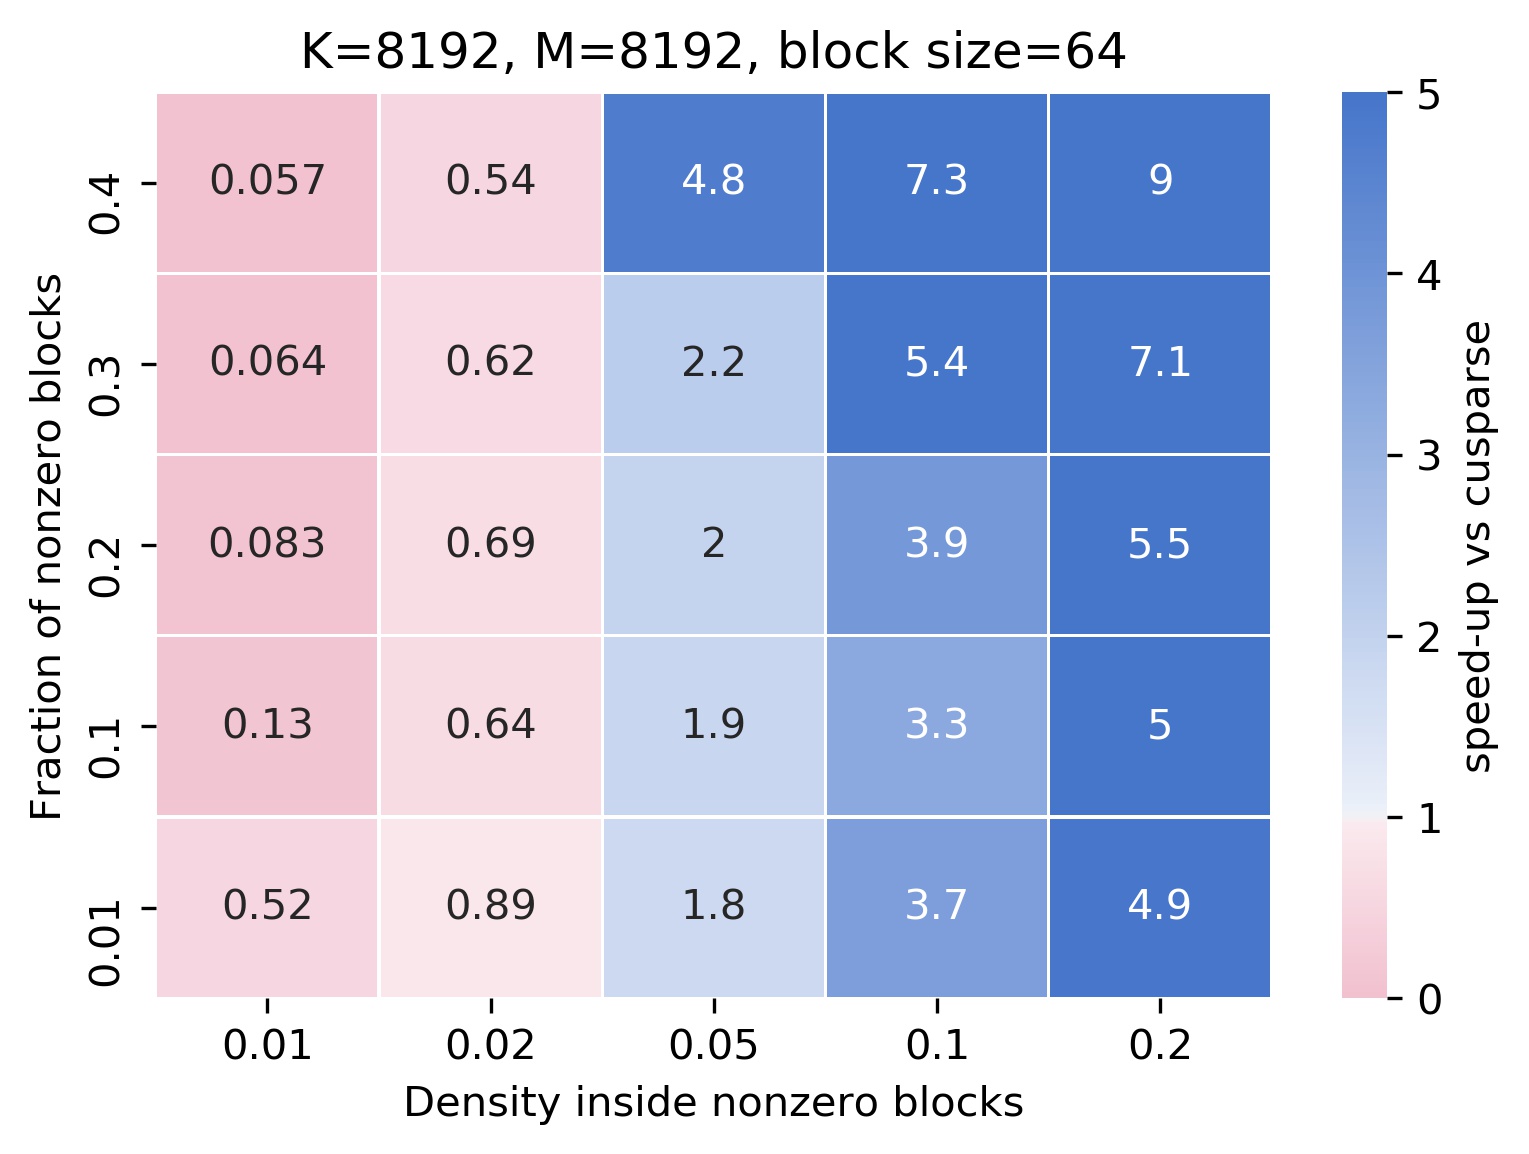 K=8192, M=8192, block size=64
Fraction of nonzero blocks
0.4 0.057 0.54 4.8 7.3 9
0.3 0.064 0.62 2.2 5.4 7.1
0.2 0.083 0.69 2 3.9 5.5
0.1 0.13 0.64 1.9 3.3 5
0.01 0.52 0.89 1.8 3.7 4.9
0.01 0.02 0.05 0.1 0.2
Density inside nonzero blocks
5
4
3
2
1
0
speed-up vs cusparse